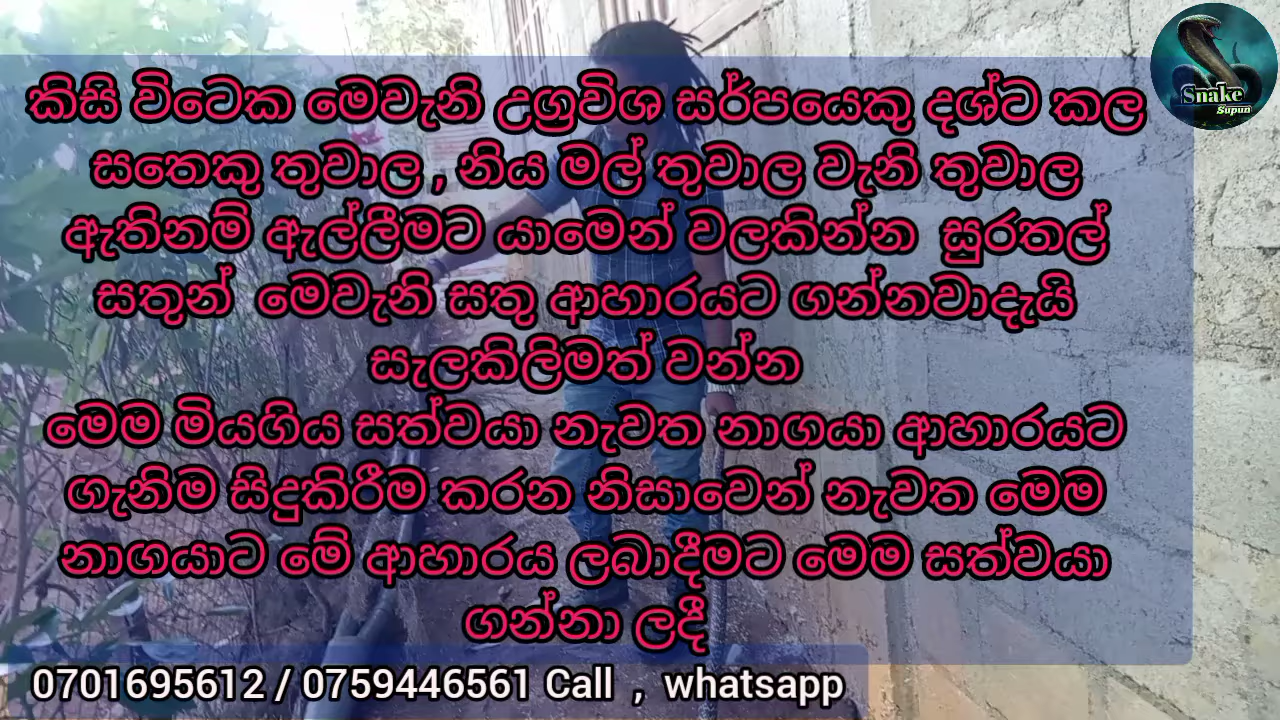 Snake
Supun
කිසි විටෙක මෙවැනි උග්‍රවිශ සර්පයෙකු දශ්ට කල
සතෙකු තුවාල , නිය මල් තුවාල වැනි තුවාල
ඇතිනම් ඇල්ලීමට යාමෙන් වලකින්න සුරතල්
සතුන් මෙවැනි සතු ආහාරයට ගන්නවාදැයි
සැලකිලිමත් වන්න
මෙම මියගිය සත්වයා නැවත නාගයා ආහාරයට
ගැනිම සිදුකිරීම කරන නිසාවෙන් නැවත මෙම
නාගයාට මේ ආහාරය ලබාදීමට මෙම සත්වයා
ගන්නා ලදී
0701695612 / 0759446561 Call , whatsapp